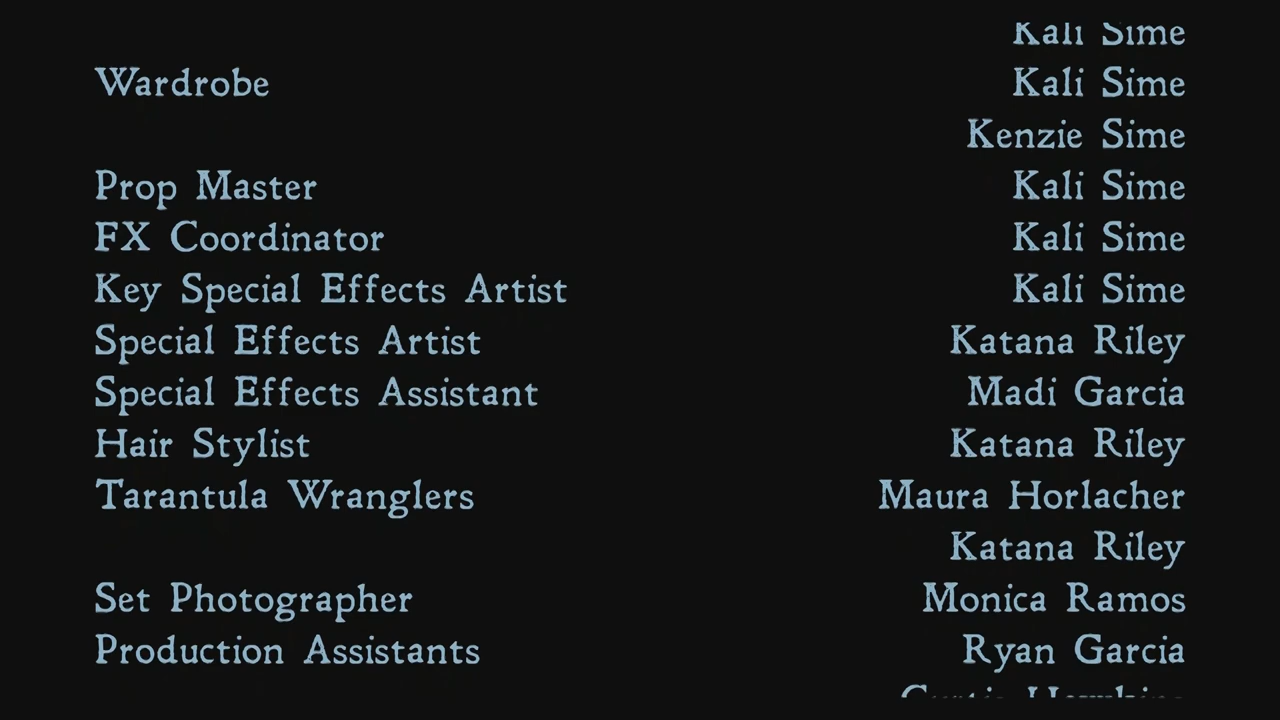 Kali Sime
Wardrobe Kali Sime
Kenzie Sime
Prop Master Kali Sime
FX Coordinator Kali Sime
Key Special Effects Artist Kali Sime
Special Effects Artist Katana Riley
Special Effects Assistant Madi Garcia
Hair Stylist Katana Riley
Tarantula Wranglers Maura Horlacher
Katana Riley
Set Photographer Monica Ramos
Production Assistants Ryan Garcia